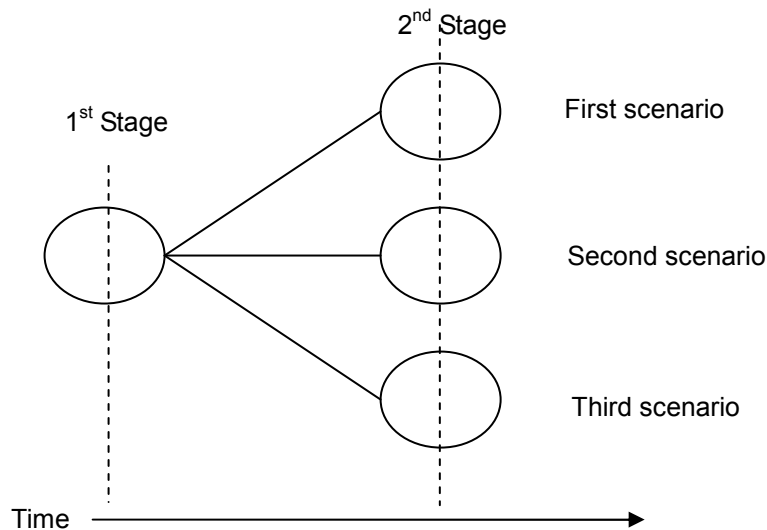 2nd Stage
First scenario
1st Stage
Second scenario
Third scenario
Time